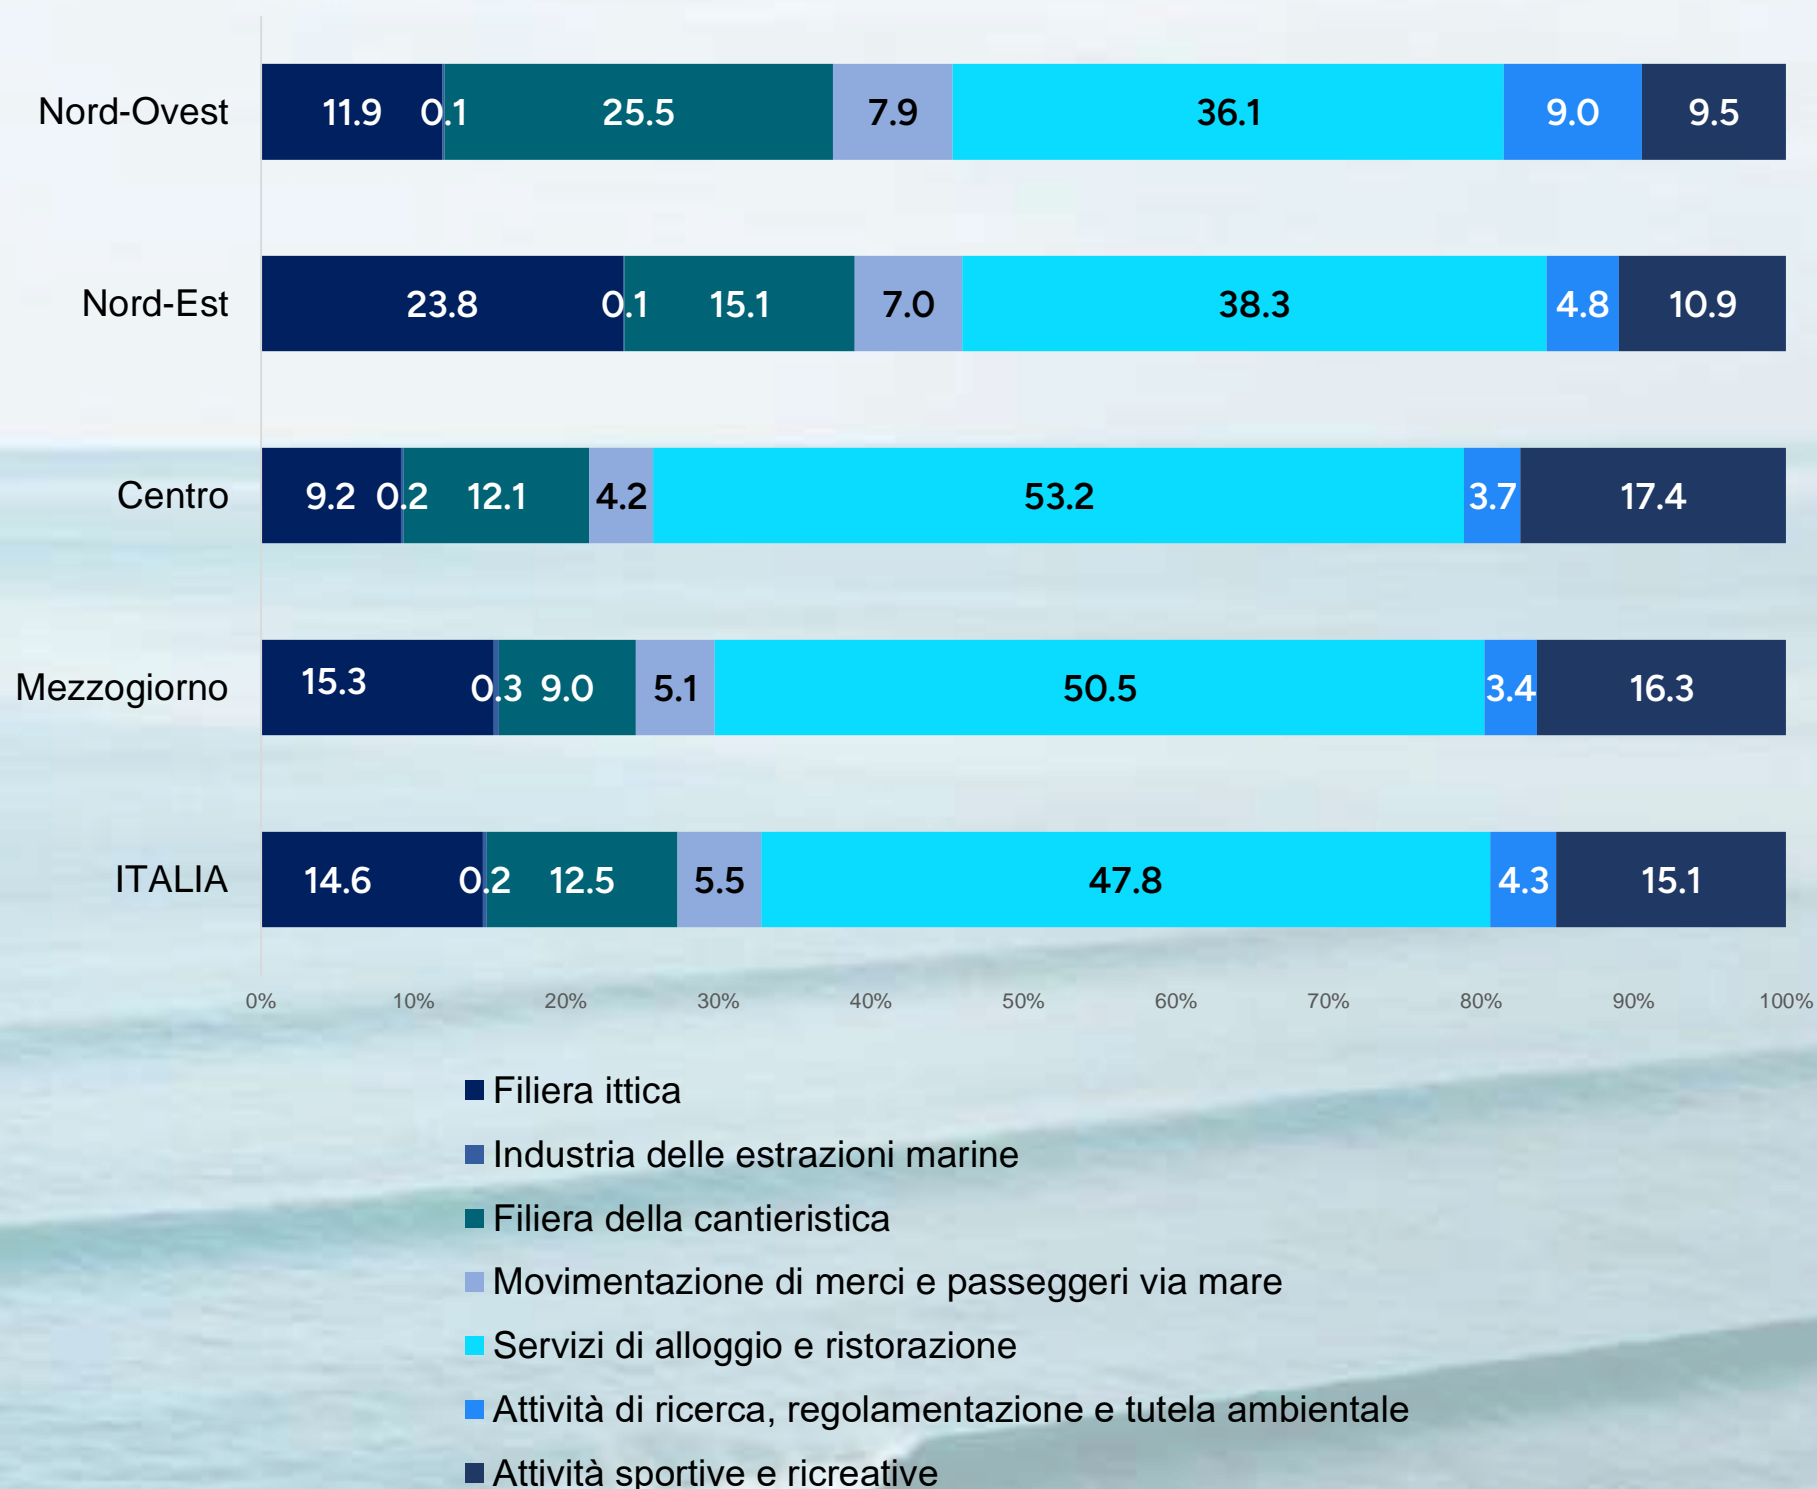 Nord-Ovest 11.9 0.1 25.5 7.9 36.1 9.0 9.5
Nord-Est 23.8 0.1 15.1 7.0 38.3 4.8 10.9
Centro 9.2 0.2 12.1 4.2 53.2 3.7 17.4
Mezzogiorno 15.3 0.3 9.0 5.1 50.5 3.4 16.3
ITALIA 14.6 0.2 12.5 5.5 47.8 4.3 15.1
0% 10% 20% 30% 40% 50% 60% 70% 80% 90% 100%
Filiera ittica
Industria delle estrazioni marine
Filiera della cantieristica
Movimentazione di merci e passeggeri via mare
Servizi di alloggio e ristorazione
Attività di ricerca, regolamentazione e tutela ambientale
Attività sportive e ricreative